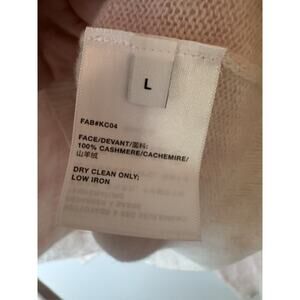 L
FAB#KC04
FACE/DEVANT/面料:
100% CASHMERE/CACHEMIRE/
山羊绒
DRY CLEAN ONLY;
LOW IRON